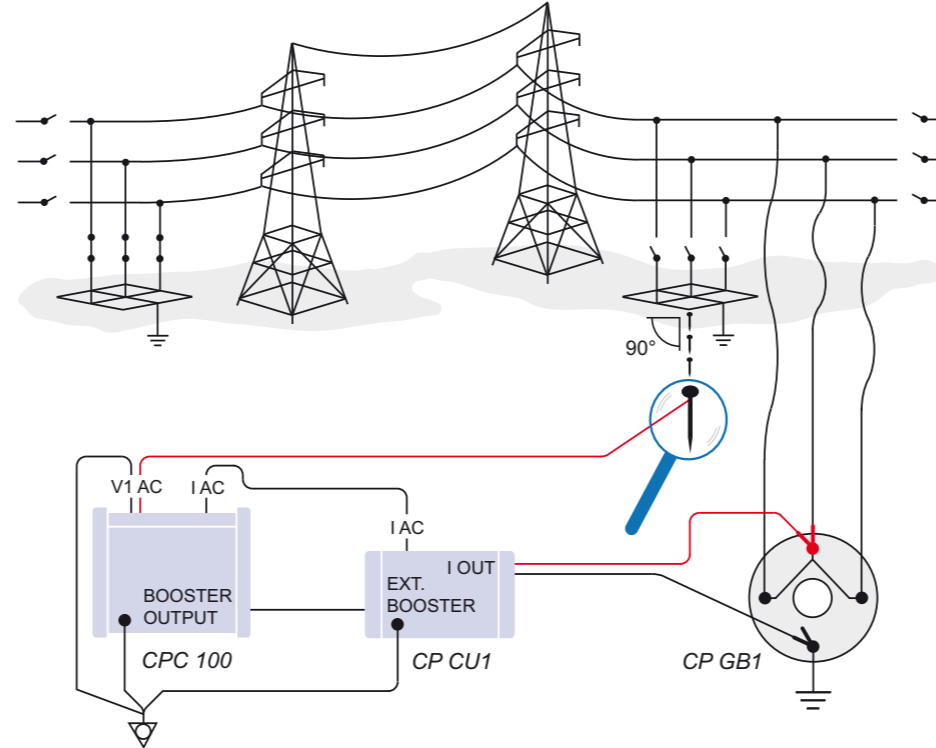 90°
V1 AC
I AC
I AC
I OUT
EXT.
BOOSTER
BOOSTER
OUTPUT
CPC 100
CP CU1
CP GB1